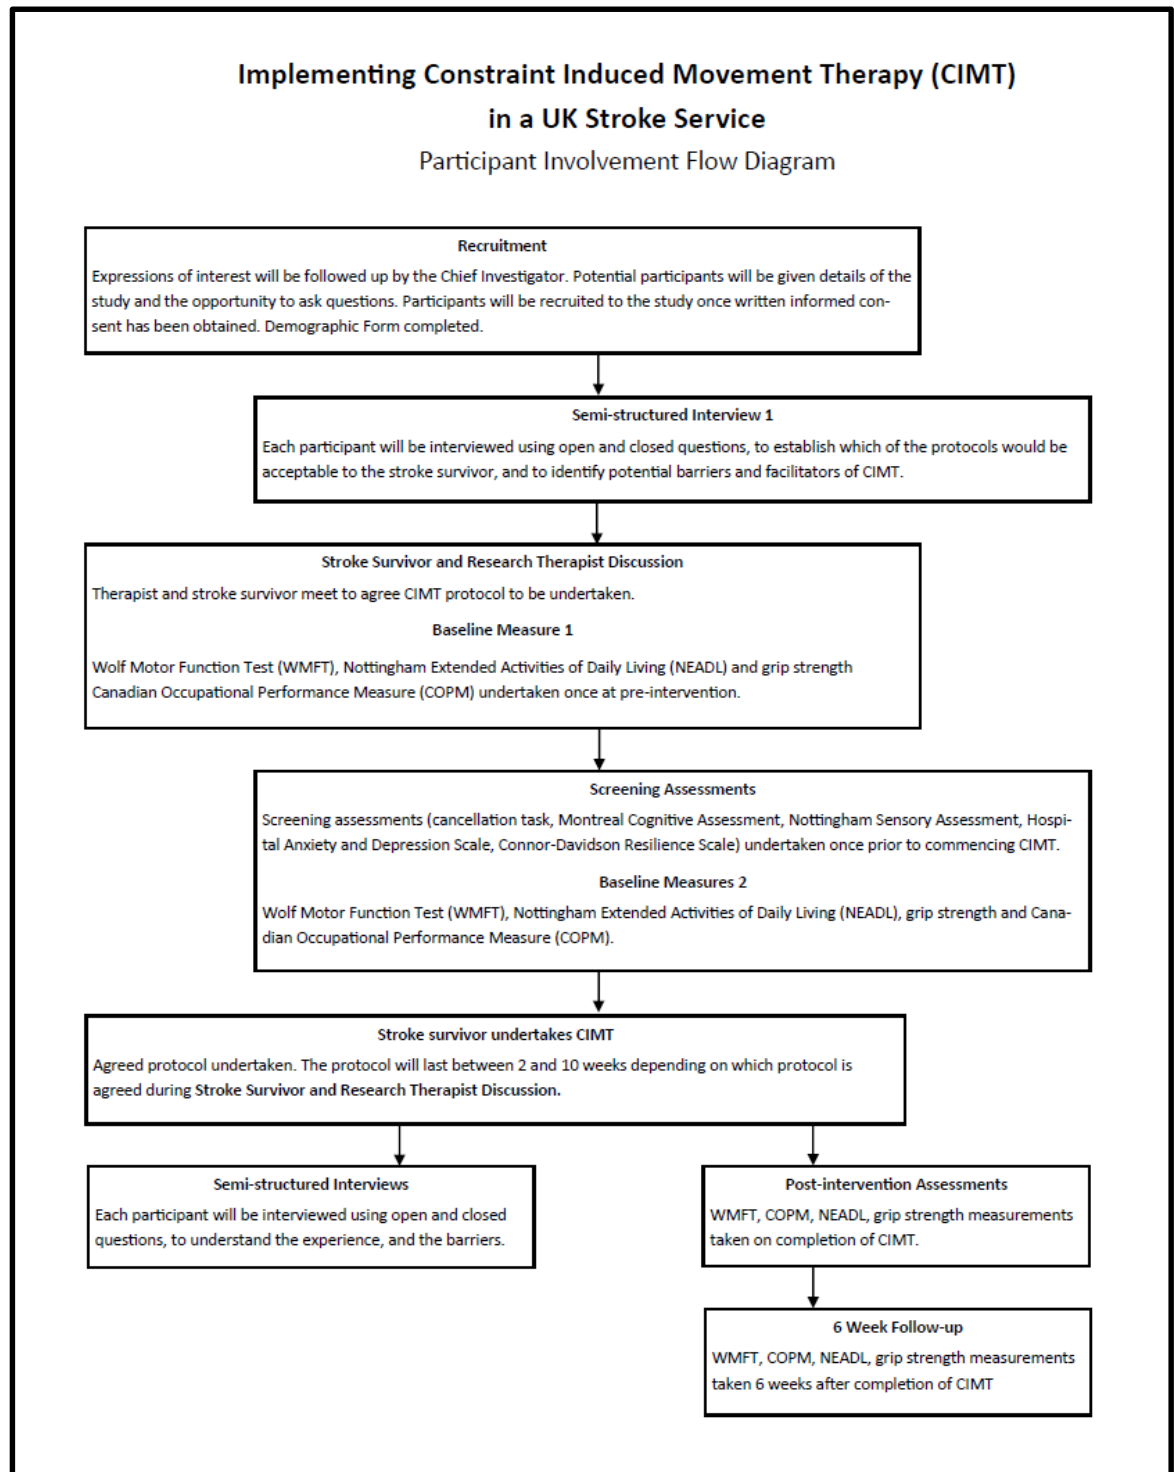 Implementing Constraint Induced Movement Therapy (CIMT)
in a UK Stroke Service
Participant Involvement Flow Diagram
Recruitment
Expressions of interest will be followed up by the Chief Investigator. Potential participants will be given details of the
study and the opportunity to ask questions. Participants will be recruited to the study once written informed con-
sent has been obtained. Demographic Form completed.
Semi-structured Interview 1
Each participant will be interviewed using open and closed questions, to establish which of the protocols would be
acceptable to the stroke survivor, and to identify potential barriers and facilitators of CIMT.
Stroke Survivor and Research Therapist Discussion
Therapist and stroke survivor meet to agree CIMT protocol to be undertaken.
Baseline Measure 1
Wolf Motor Function Test (WMFT), Nottingham Extended Activities of Daily Living (NEADL) and grip strength
Canadian Occupational Performance Measure (COPM) undertaken once at pre-intervention.
Screening Assessments
Screening assessments (cancellation task, Montreal Cognitive Assessment, Nottingham Sensory Assessment, Hospi-
tal Anxiety and Depression Scale, Connor-Davidson Resilience Scale) undertaken once prior to commencing CIMT.
Baseline Measures 2
Wolf Motor Function Test (WMFT), Nottingham Extended Activities of Daily Living (NEADL), grip strength and Cana-
dian Occupational Performance Measure (COPM).
Stroke survivor undertakes CIMT
Agreed protocol undertaken. The protocol will last between 2 and 10 weeks depending on which protocol is
agreed during Stroke Survivor and Research Therapist Discussion.
Semi-structured Interviews
Each participant will be interviewed using open and closed
questions, to understand the experience, and the barriers.
Post-intervention Assessments
WMFT, COPM, NEADL, grip strength measurements
taken on completion of CIMT.
6 Week Follow-up
WMFT, COPM, NEADL, grip strength measurements
taken 6 weeks after completion of CIMT